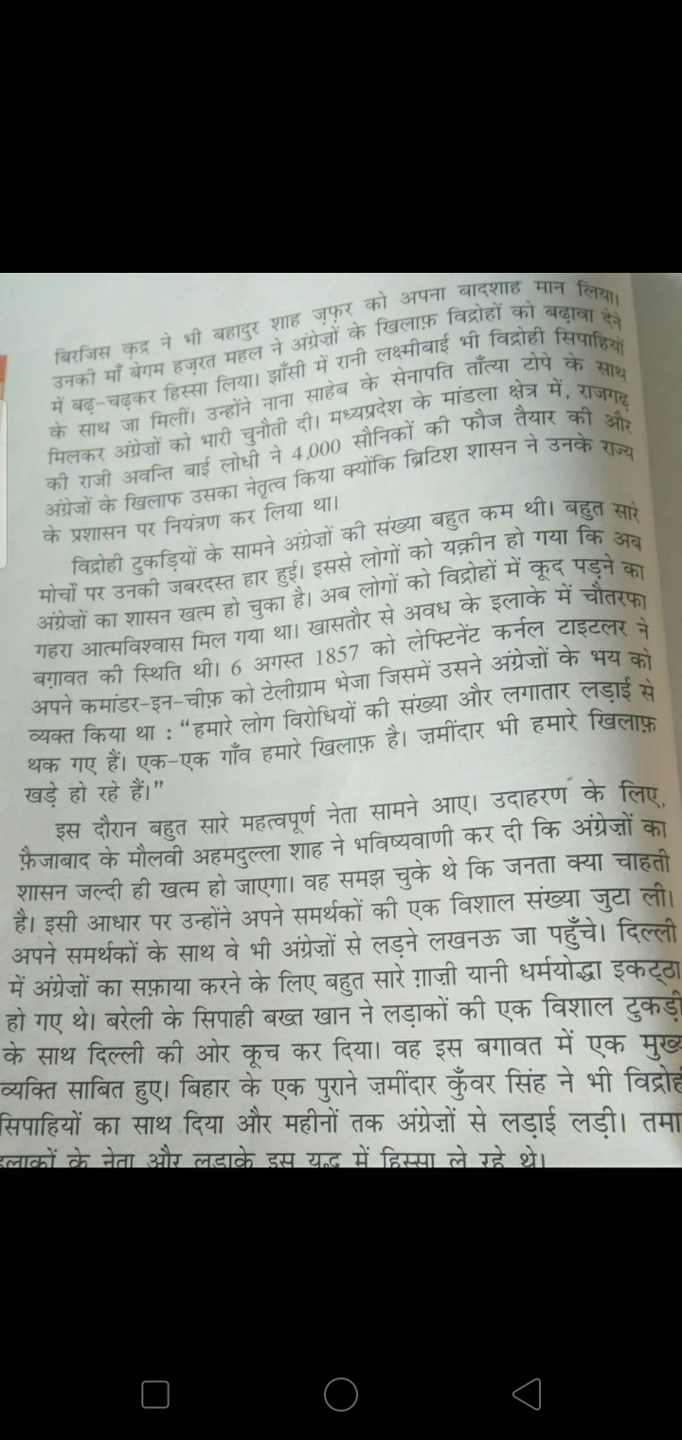 बिरजिस क़द्र ने भी बहादुर शाह ज़फ़र को अपना बादशाह मान लिया।
उनकी माँ बेगम हज़रत महल ने अंग्रेज़ों के खिलाफ़ विद्रोहों को बढ़ावा देने
में बढ़-चढ़कर हिस्सा लिया। झाँसी में रानी लक्ष्मीबाई भी विद्रोही सिपाहियों
के साथ जा मिलीं। उन्होंने नाना साहेब के सेनापति ताँत्या टोपे के साथ
मिलकर अंग्रेज़ों को भारी चुनौती दी। मध्यप्रदेश के मांडला क्षेत्र में, राजगढ़
की राजी अवन्ति बाई लोधी ने 4,000 सौनिकों की फौज तैयार की और
अंग्रेज़ों के खिलाफ उसका नेतृत्व किया क्योंकि ब्रिटिश शासन ने उनके राज्य
के प्रशासन पर नियंत्रण कर लिया था।
विद्रोही टुकड़ियों के सामने अंग्रेज़ों की संख्या बहुत कम थी। बहुत सारे
मोर्चों पर उनकी जबरदस्त हार हुई। इससे लोगों को यक़ीन हो गया कि अब
अंग्रेज़ों का शासन खत्म हो चुका है। अब लोगों को विद्रोहों में कूद पड़ने का
गहरा आत्मविश्वास मिल गया था। खासतौर से अवध के इलाके में चौतरफा
बग़ावत की स्थिति थी। 6 अगस्त 1857 को लेफ्टिनेंट कर्नल टाइटलर ने
अपने कमांडर-इन-चीफ़ को टेलीग्राम भेजा जिसमें उसने अंग्रेज़ों के भय को
व्यक्त किया था : “हमारे लोग विरोधियों की संख्या और लगातार लड़ाई से
थक गए हैं। एक-एक गाँव हमारे खिलाफ़ है। ज़मींदार भी हमारे खिलाफ़
खड़े हो रहे हैं।”
इस दौरान बहुत सारे महत्वपूर्ण नेता सामने आए। उदाहरण के लिए,
फ़ैजाबाद के मौलवी अहमदुल्ला शाह ने भविष्यवाणी कर दी कि अंग्रेज़ों का
शासन जल्दी ही खत्म हो जाएगा। वह समझ चुके थे कि जनता क्या चाहती
है। इसी आधार पर उन्होंने अपने समर्थकों की एक विशाल संख्या जुटा ली।
अपने समर्थकों के साथ वे भी अंग्रेज़ों से लड़ने लखनऊ जा पहुँचे। दिल्ली
में अंग्रेज़ों का सफ़ाया करने के लिए बहुत सारे ग़ाज़ी यानी धर्मयोद्धा इकट्ठा
हो गए थे। बरेली के सिपाही बख्त खान ने लड़ाकों की एक विशाल टुकड़ी
के साथ दिल्ली की ओर कूच कर दिया। वह इस बगावत में एक मुख्य
व्यक्ति साबित हुए। बिहार के एक पुराने ज़मींदार कुँवर सिंह ने भी विद्रोह
सिपाहियों का साथ दिया और महीनों तक अंग्रेज़ों से लड़ाई लड़ी। तमा
इलाकों के नेता और लड़ाके इस युद्ध में हिस्सा ले रहे थे।